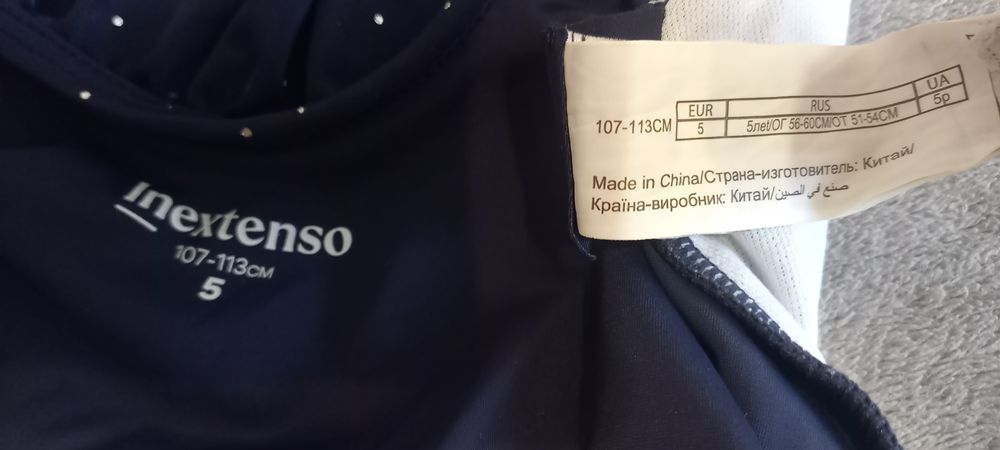 Inextenso
107-113CM
5
107-113CM
EUR RUS UA
5 5лет/ОГ 56-60СМ/ОТ 51-54СМ 5р
Made in China/Страна-изготовитель: Китай/
Країна-виробник: Китай/صنع في الصين